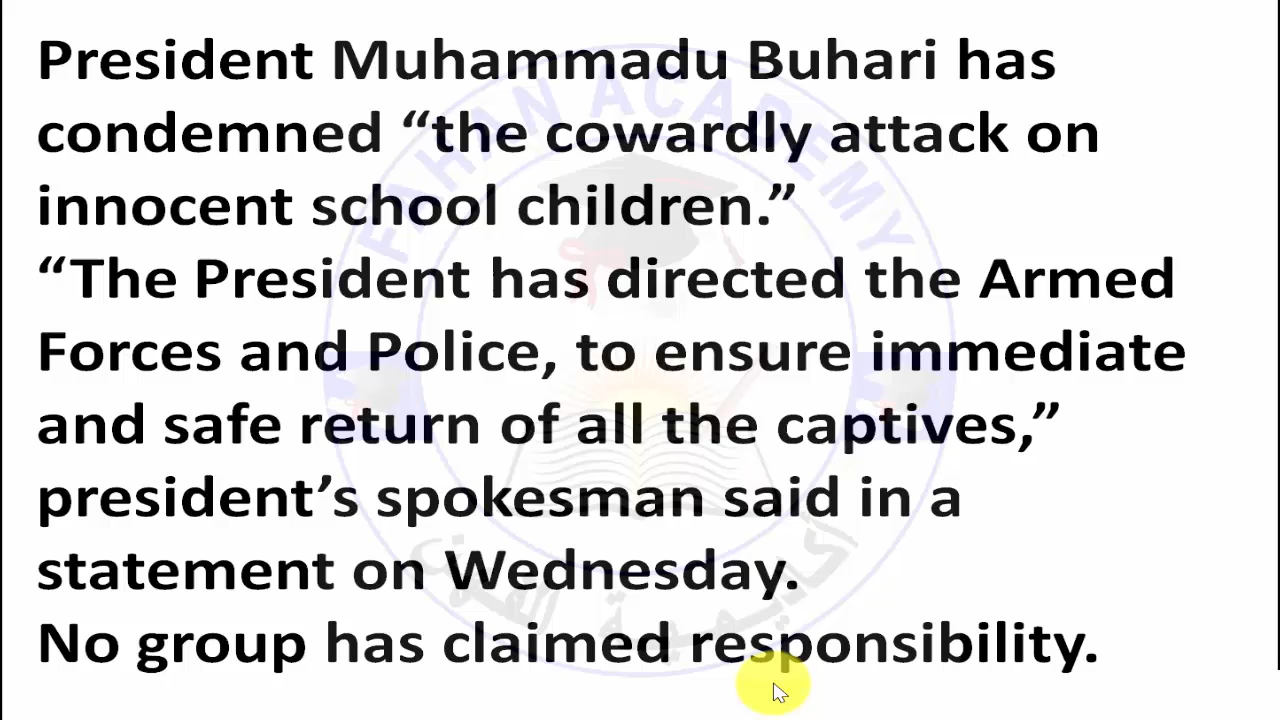 President Muhammadu Buhari has
condemned “the cowardly attack on
innocent school children.”
“The President has directed the Armed
Forces and Police, to ensure immediate
and safe return of all the captives,”
president’s spokesman said in a
statement on Wednesday.
No group has claimed responsibility.
FAHAN ACADEMY